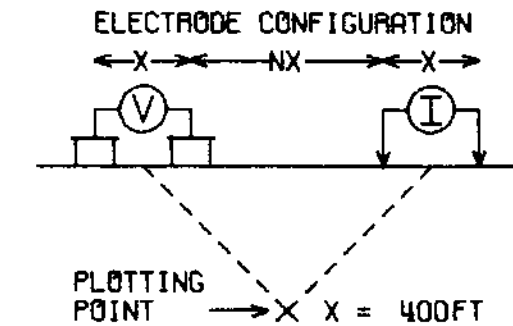 ELECTRODE CONFIGURATION
X NX X
V I
PLOTTING
POINT X X = 400FT